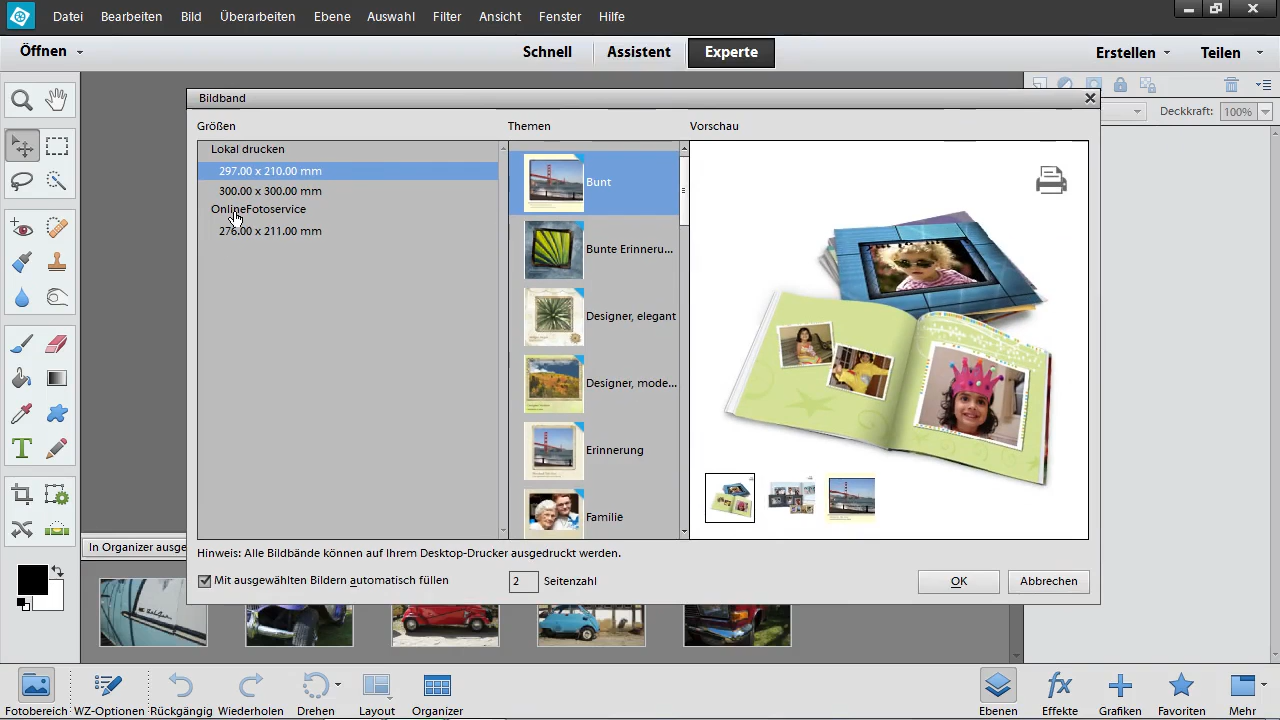 Datei Bearbeiten Bild Überarbeiten Ebene Auswahl Filter Ansicht Fenster Hilfe
Öffnen Schnell Assistent Experte Erstellen Teilen
Bildband
Deckkraft: 100%
Größen Themen Vorschau
Lokal drucken
297.00 x 210.00 mm
300.00 x 300.00 mm
OnlineFotoservice
276.00 x 211.00 mm
Bunt
Bunte Erinneru...
Designer, elegant
Designer, mode...
Erinnerung
Familie
In Organizer ausge
Hinweis: Alle Bildbände können auf Ihrem Desktop-Drucker ausgedruckt werden.
Mit ausgewählten Bildern automatisch füllen 2 Seitenzahl OK Abbrechen
Fotobereich WZ-Optionen Rückgängig Wiederholen Drehen Layout Organizer Ebenen Effekte Grafiken Favoriten Mehr